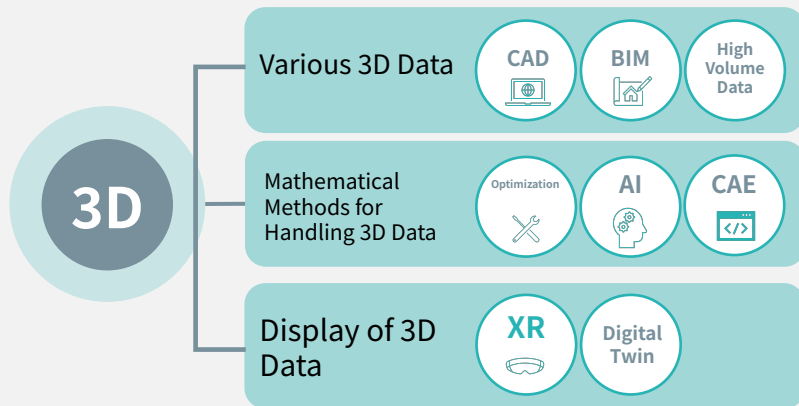 3D
Various 3D Data
CAD
BIM
High
Volume
Data
Mathematical
Methods for
Handling 3D Data
Optimization
AI
CAE
</>
Display of 3D
Data
XR
Digital
Twin